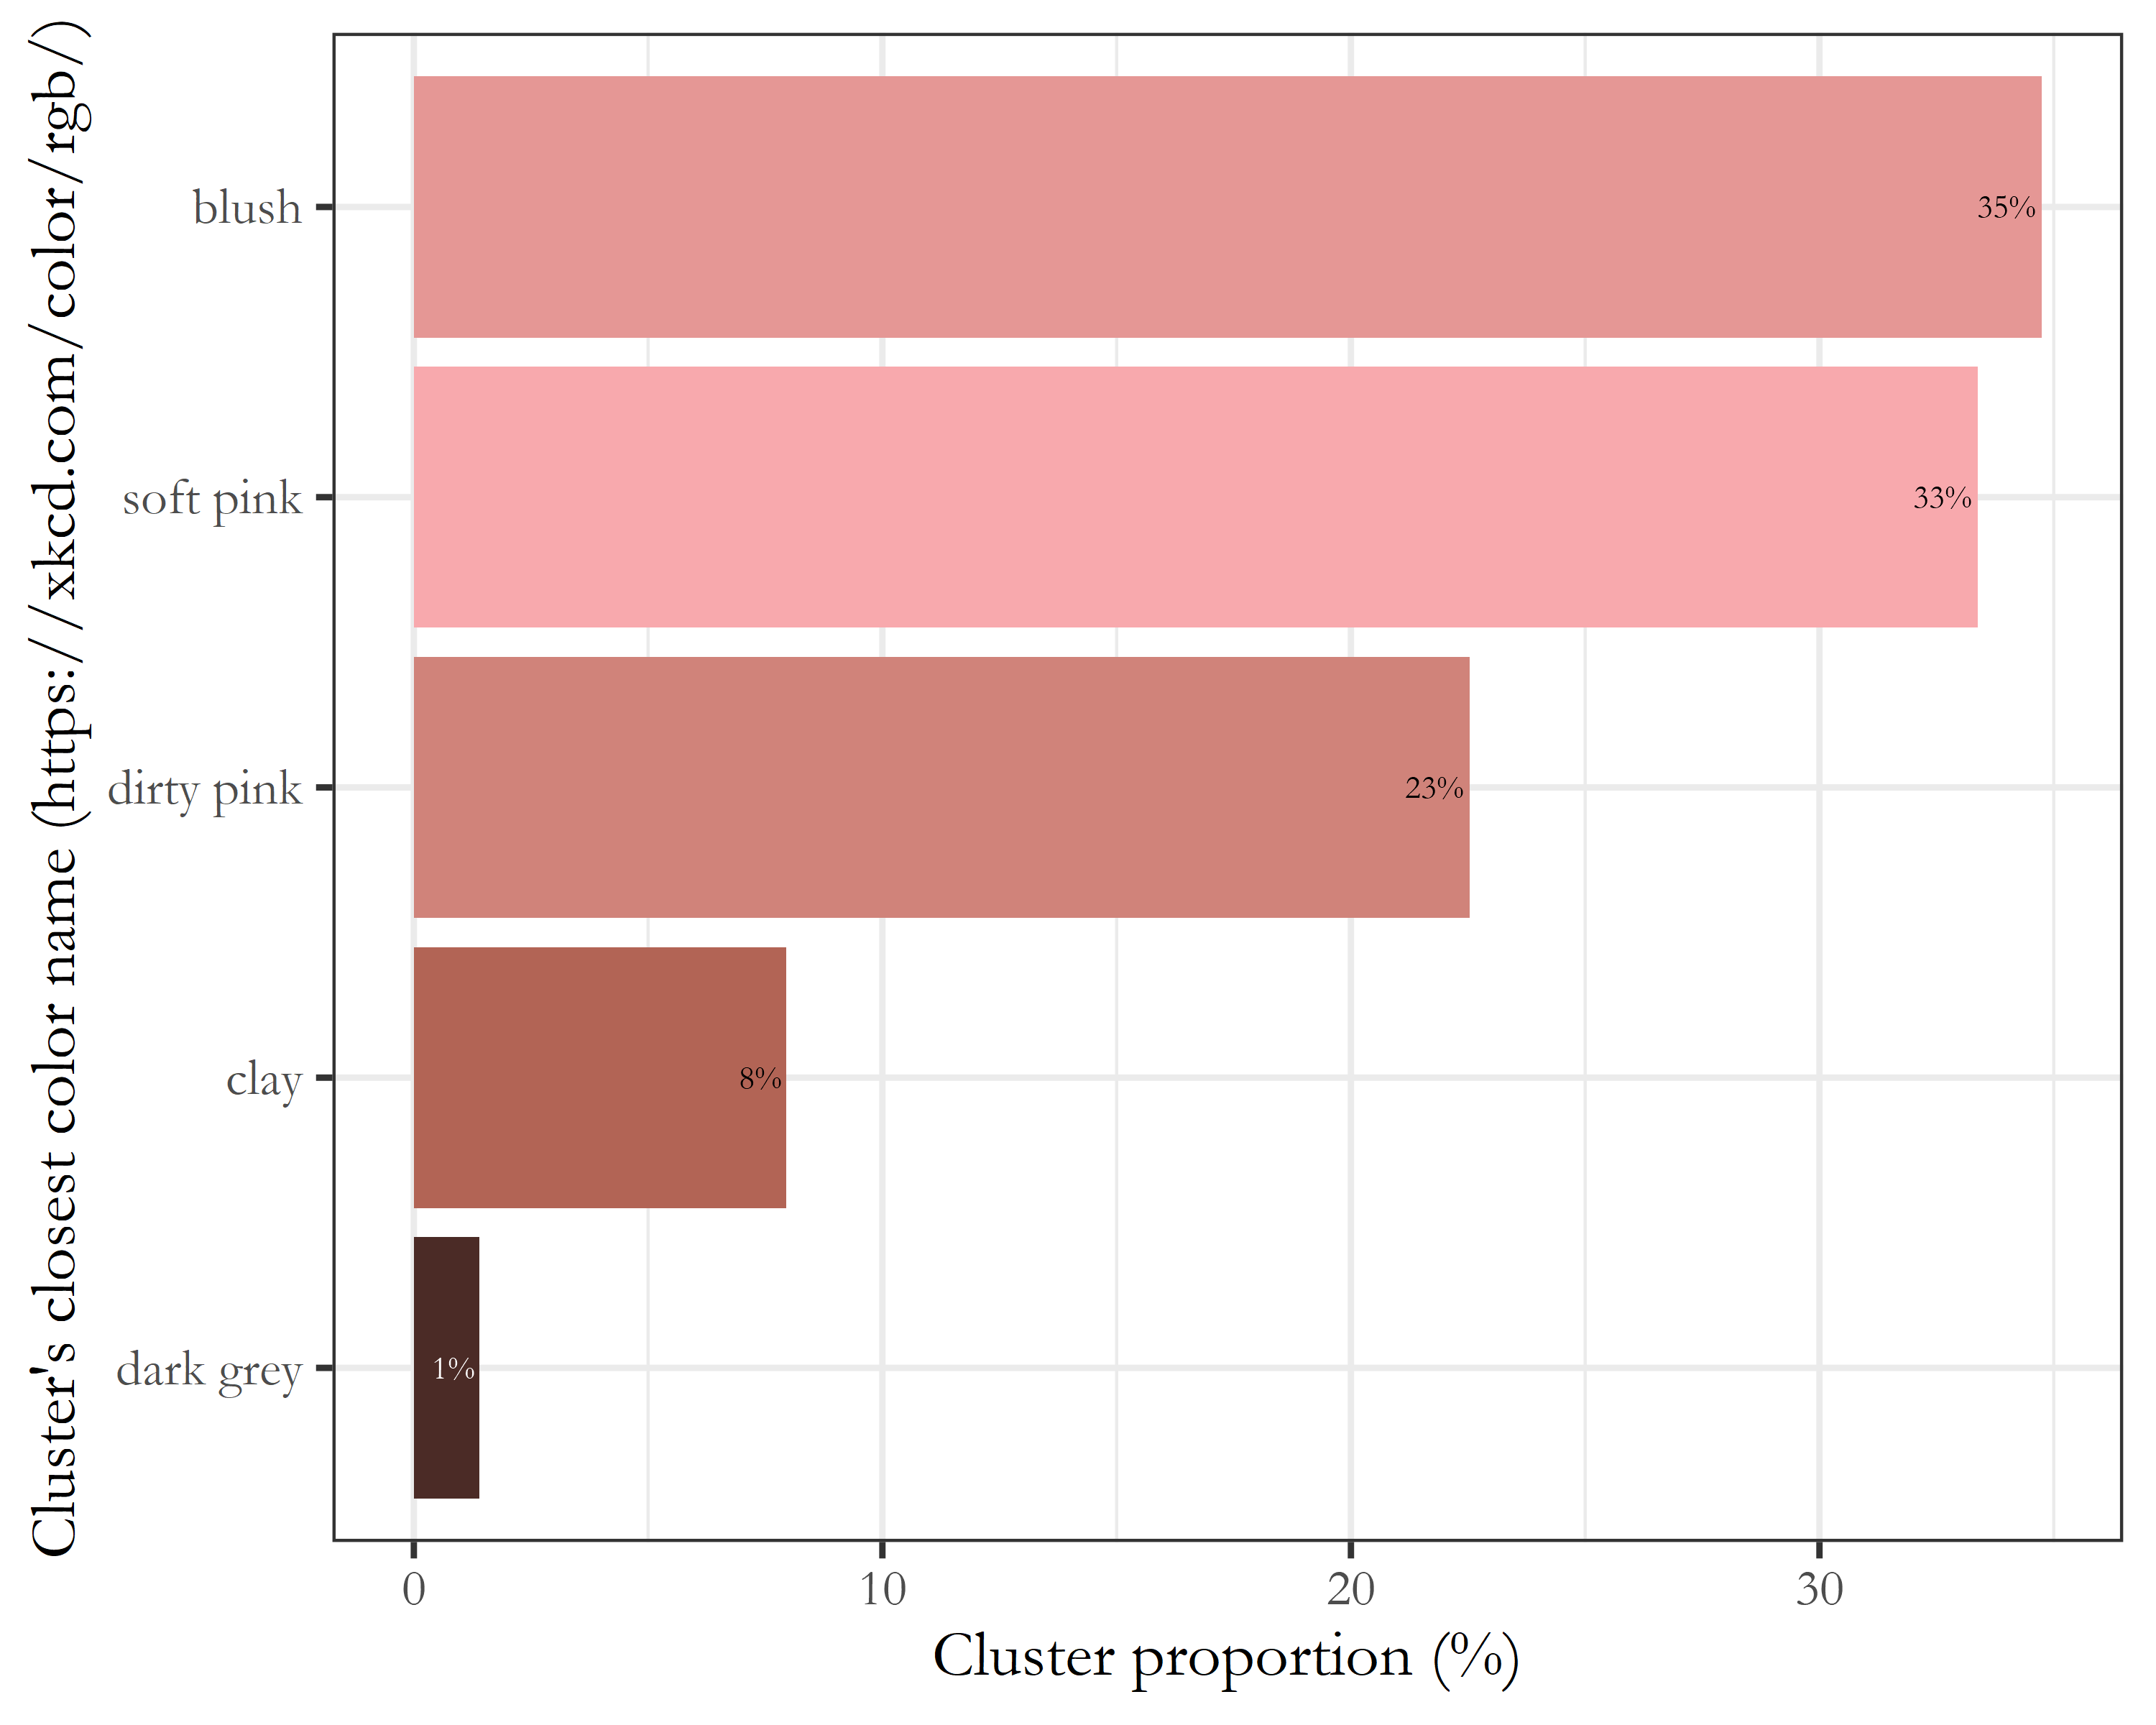 Cluster's closest color name (https://xkcd.com/color/rgb/)
blush
35%
soft pink
33%
dirty pink
23%
clay
8%
dark grey
1%
0 10 20 30
Cluster proportion (%)